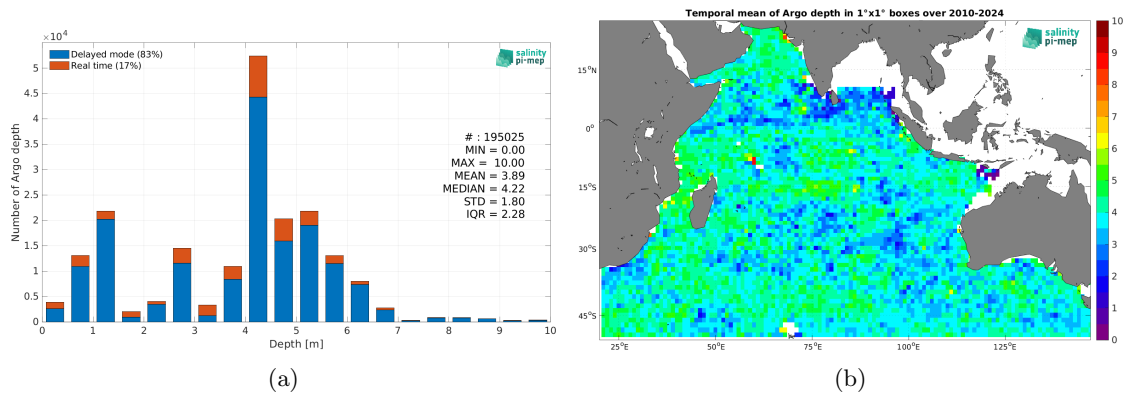 ×10⁴
Delayed mode (83%)
Real time (17%)
salinity
pi-mep
5
4.5
4
3.5
3
2.5
2
1.5
1
0.5
0
Number of Argo depth
# : 195025
MIN = 0.00
MAX = 10.00
MEAN = 3.89
MEDIAN = 4.22
STD = 1.80
IQR = 2.28
0 1 2 3 4 5 6 7 8 9 10
Depth [m]
(a)
Temporal mean of Argo depth in 1°x1° boxes over 2010-2024
salinity
pi-mep
15°N
0°
15°S
30°S
45°S
25°E 50°E 75°E 100°E 125°E
10
9
8
7
6
5
4
3
2
1
0
(b)